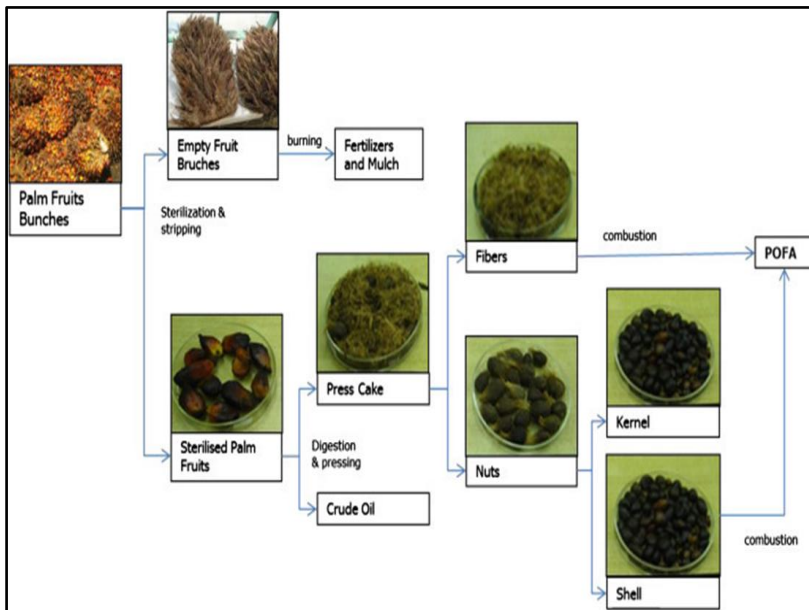 Palm Fruits
Bunches
Empty Fruit
Bruches
burning
Fertilizers
and Mulch
Sterilization &
stripping
Sterilised Palm
Fruits
Digestion
& pressing
Press Cake
Crude Oil
Fibers
combustion
POFA
Nuts
Kernel
Shell
combustion